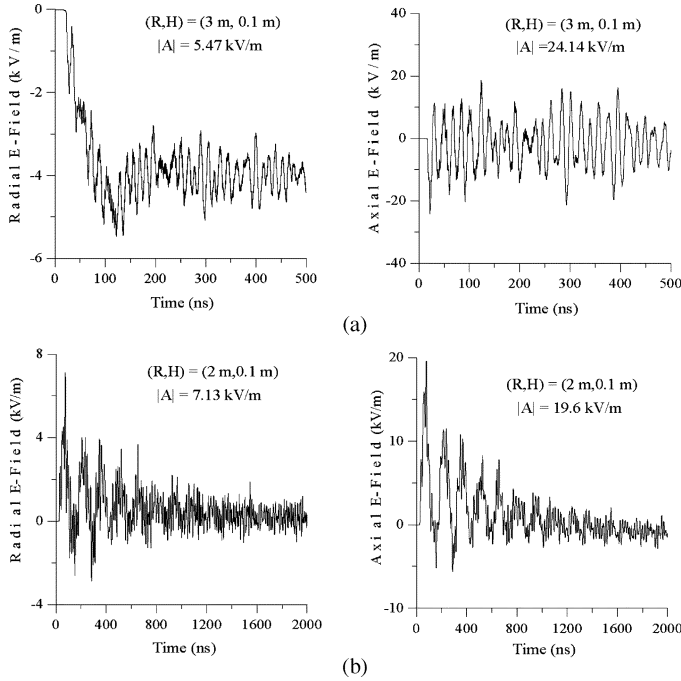 (R,H) = (3 m, 0.1 m)
|A| = 5.47 kV/m
Radial E-Field (kV/m)
0
-2
-4
-6
0 100 200 300 400 500
Time (ns)
(R,H) = (3 m, 0.1 m)
|A| =24.14 kV/m
Axial E-Field (kV/m)
40
20
0
-20
-40
0 100 200 300 400 500
Time (ns)
(a)
(R,H) = (2 m,0.1 m)
|A| = 7.13 kV/m
Radial E-Field (kV/m)
8
4
0
-4
0 400 800 1200 1600 2000
Time (ns)
(R,H) = (2 m,0.1 m)
|A| = 19.6 kV/m
Axial E-Field (kV/m)
20
10
0
-10
0 400 800 1200 1600 2000
Time (ns)
(b)